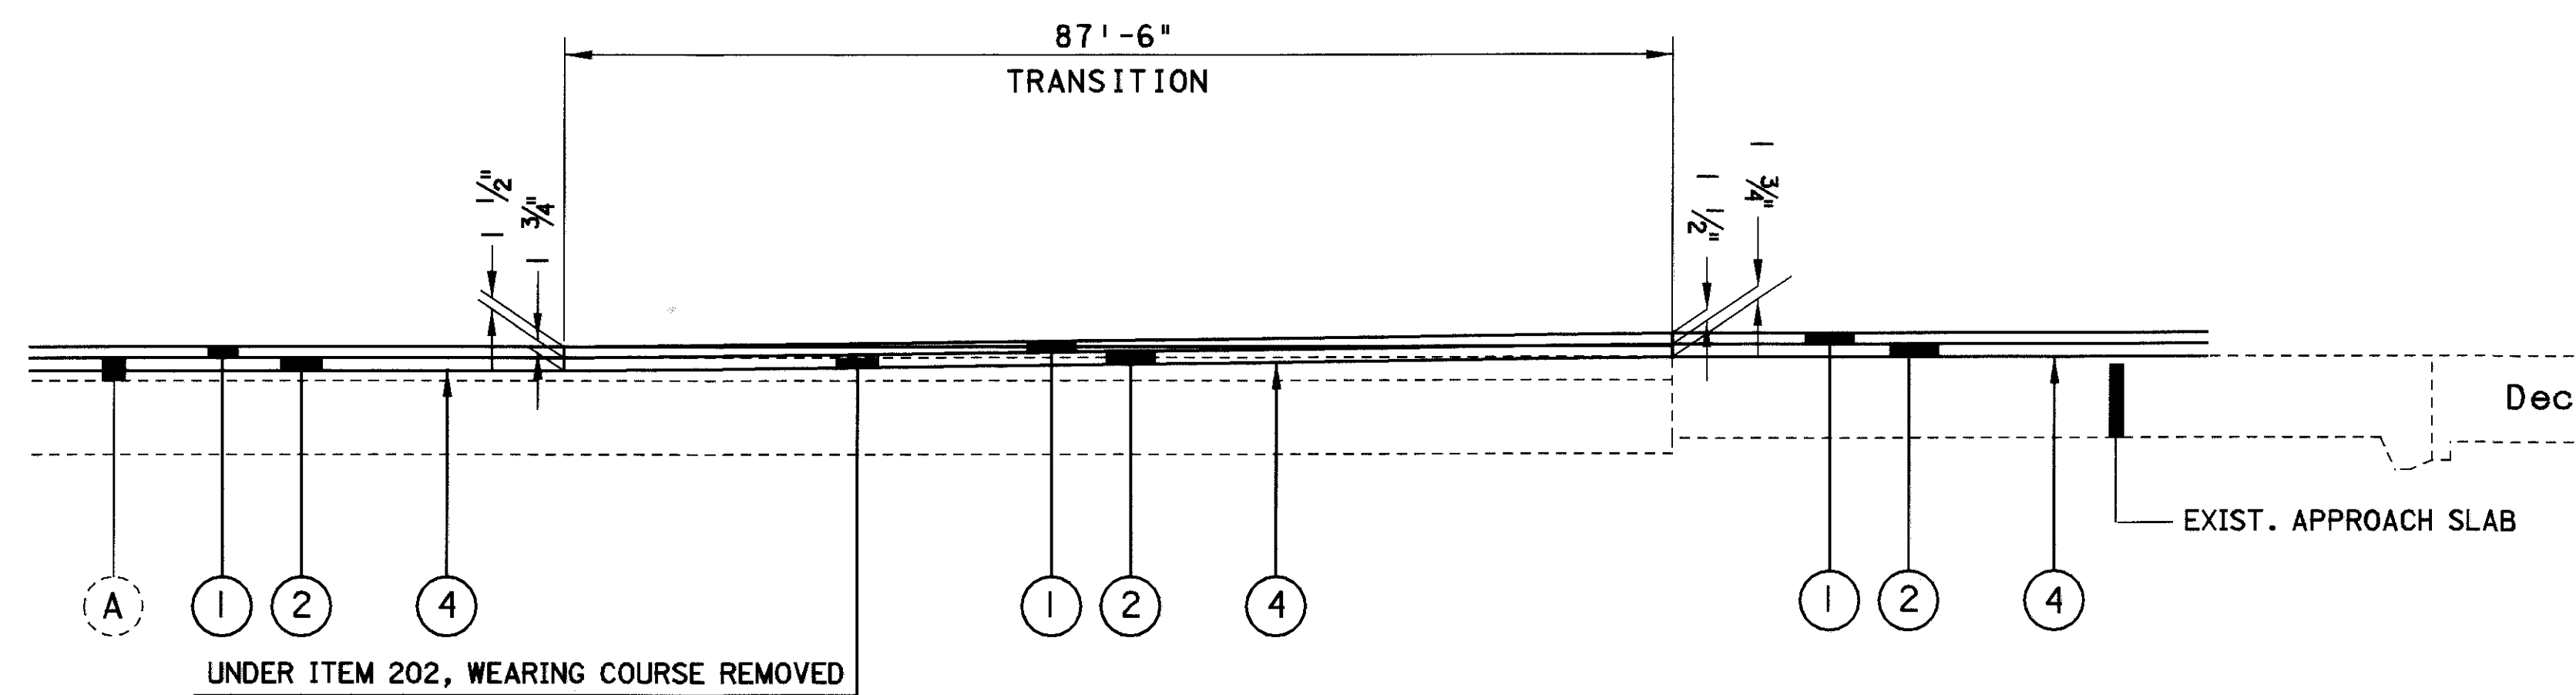 87'-6"
TRANSITION
1 1/2"
1 3/4"
1 1/2"
1 3/4"
Dec
EXIST. APPROACH SLAB
A
1
2
4
1
2
4
1
2
4
UNDER ITEM 202, WEARING COURSE REMOVED